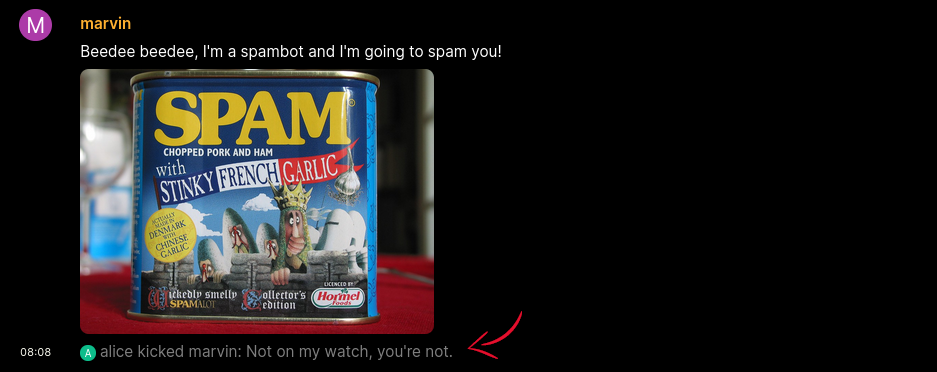 M
marvin
Beedee beedee, I'm a spambot and I'm going to spam you!
SPAM®
CHOPPED PORK AND HAM
with
STINKY FRENCH GARLIC
ACTUALLY
MADE IN
DENMARK
WITH
CHINESE
GARLIC
LICENCED BY
Wickedly smelly
SPAMALOT
Collector's
edition
Hormel
Foods
08:08
A
alice kicked marvin: Not on my watch, you're not.